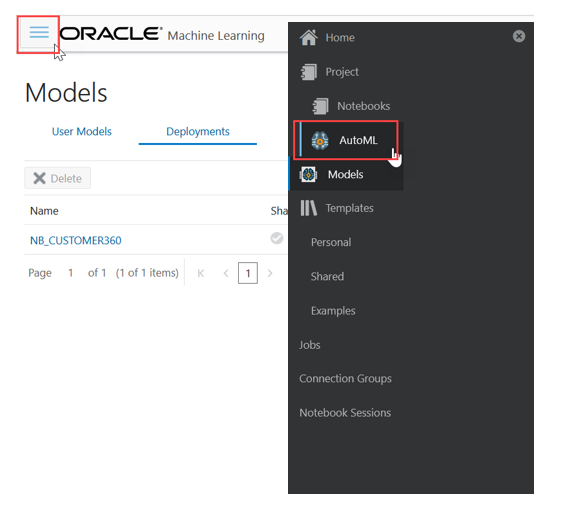 ORACLE® Machine Learning
Models
User Models Deployments
Delete
Name Sha
NB_CUSTOMER360
Page 1 of 1 (1 of 1 items) 1
Home
Project
Notebooks
AutoML
Models
Templates
Personal
Shared
Examples
Jobs
Connection Groups
Notebook Sessions